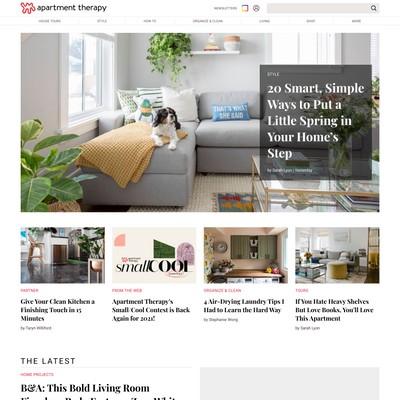 apartment therapy
NEWSLETTERS
HOUSE TOURS
STYLE
HOW TO
ORGANIZE & CLEAN
LIVING
SHOP
MORE
STYLE
20 Smart, Simple
Ways to Put a
Little Spring in
Your Home's
Step
by Sarah Lyon | Yesterday
THAT'S WHAT
SHE SAID
small COOL
PARTNER
Give Your Clean Kitchen a
Finishing Touch in 15
Minutes
by Taryn Williford
FROM THE WEB
Apartment Therapy's
Small/Cool Contest is Back
Again for 2021!
ORGANIZE & CLEAN
4 Air-Drying Laundry Tips I
Had to Learn the Hard Way
by Stephanie Wong
TOURS
If You Hate Heavy Shelves
But Love Books, You'll Love
This Apartment
by Sarah Lyon
THE LATEST
HOME PROJECTS
B&A: This Bold Living Room